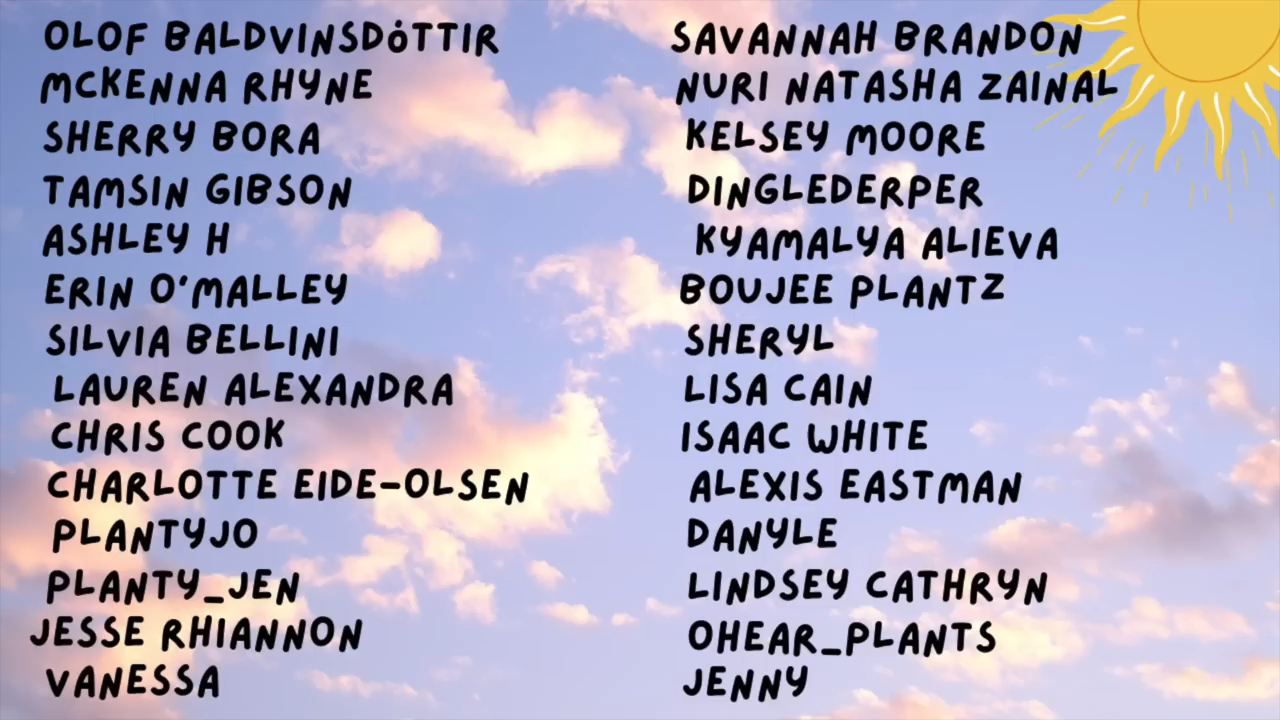 OLOF BALDVINSDÓTTIR
MCKENNA RHYNE
SHERRY BORA
TAMSIN GIBSON
ASHLEY H
ERIN O'MALLEY
SILVIA BELLINI
LAUREN ALEXANDRA
CHRIS COOK
CHARLOTTE EIDE-OLSEN
PLANTYJO
PLANTY_JEN
JESSE RHIANNON
VANESSA
SAVANNAH BRANDON
NURI NATASHA ZAINAL
KELSEY MOORE
DINGLEDERPER
KYAMALYA ALIEVA
BOUJEE PLANTZ
SHERYL
LISA CAIN
ISAAC WHITE
ALEXIS EASTMAN
DANYLE
LINDSEY CATHRYN
OHEAR_PLANTS
JENNY